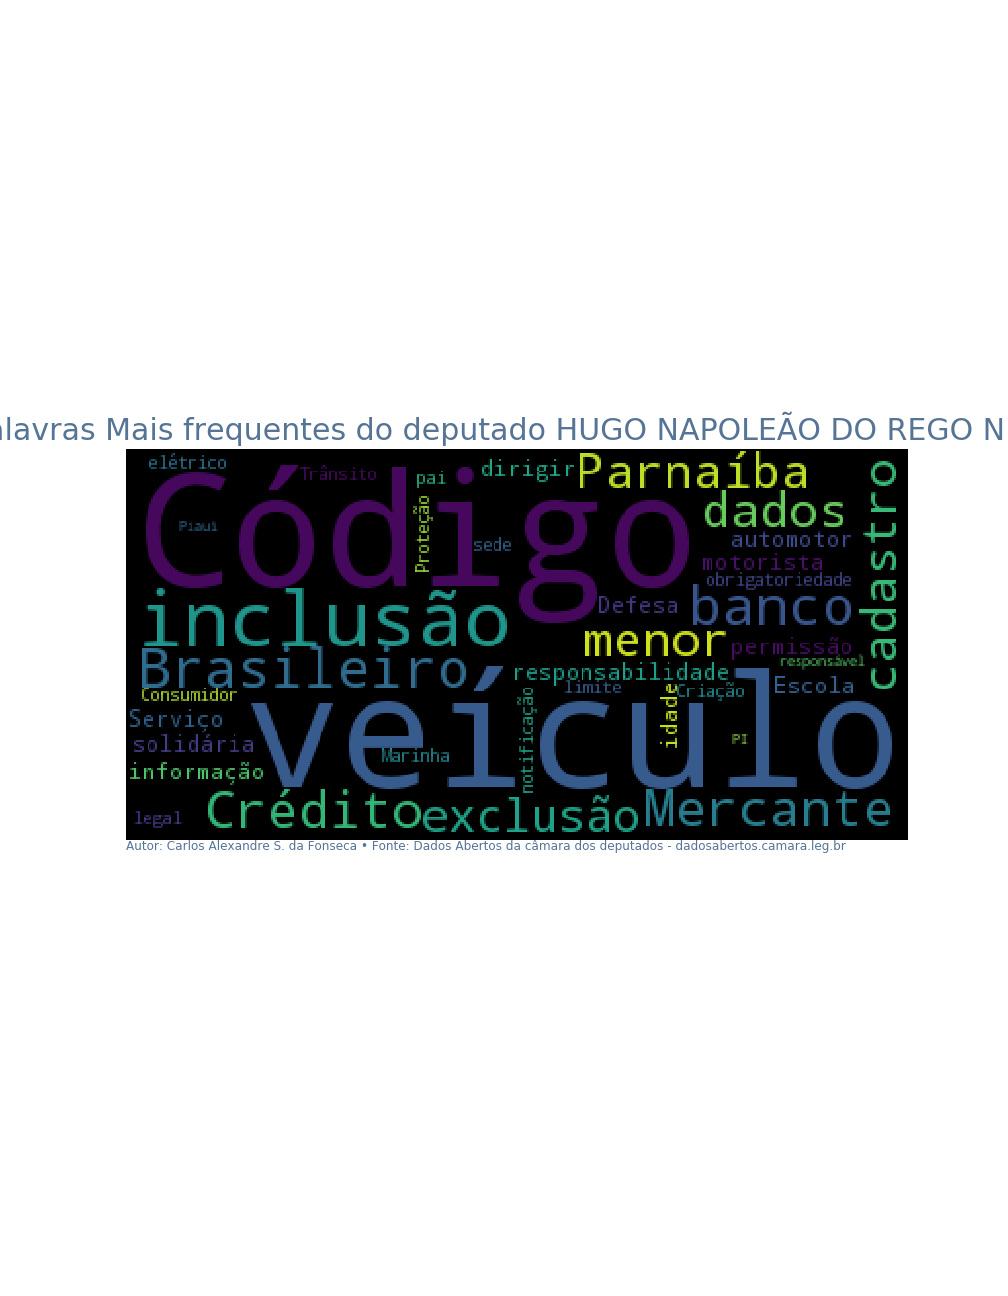 alavras Mais frequentes do deputado HUGO NAPOLEÃO DO REGO N
elétrico
Trânsito
pai
dirigir
Parnaíba
cadastro
Código
Piauí
Proteção
sede
dados
automotor
motorista
obrigatoriedade
inclusão
Defesa
banco
menor
permissão
responsável
Brasileiro
responsabilidade
Consumidor
limite
idade
Criação
Escola
Serviço
veículo
notificação
solidária
Marinha
PI
informação
legal
Crédito
exclusão
Mercante
Autor: Carlos Alexandre S. da Fonseca • Fonte: Dados Abertos da câmara dos deputados - dadosabertos.camara.leg.br